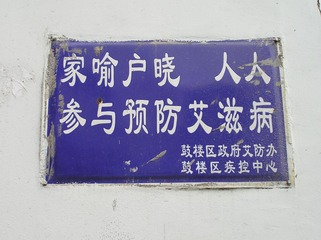 家喻户晓　人人
参与预防艾滋病
鼓楼区政府艾防办
鼓楼区疾控中心